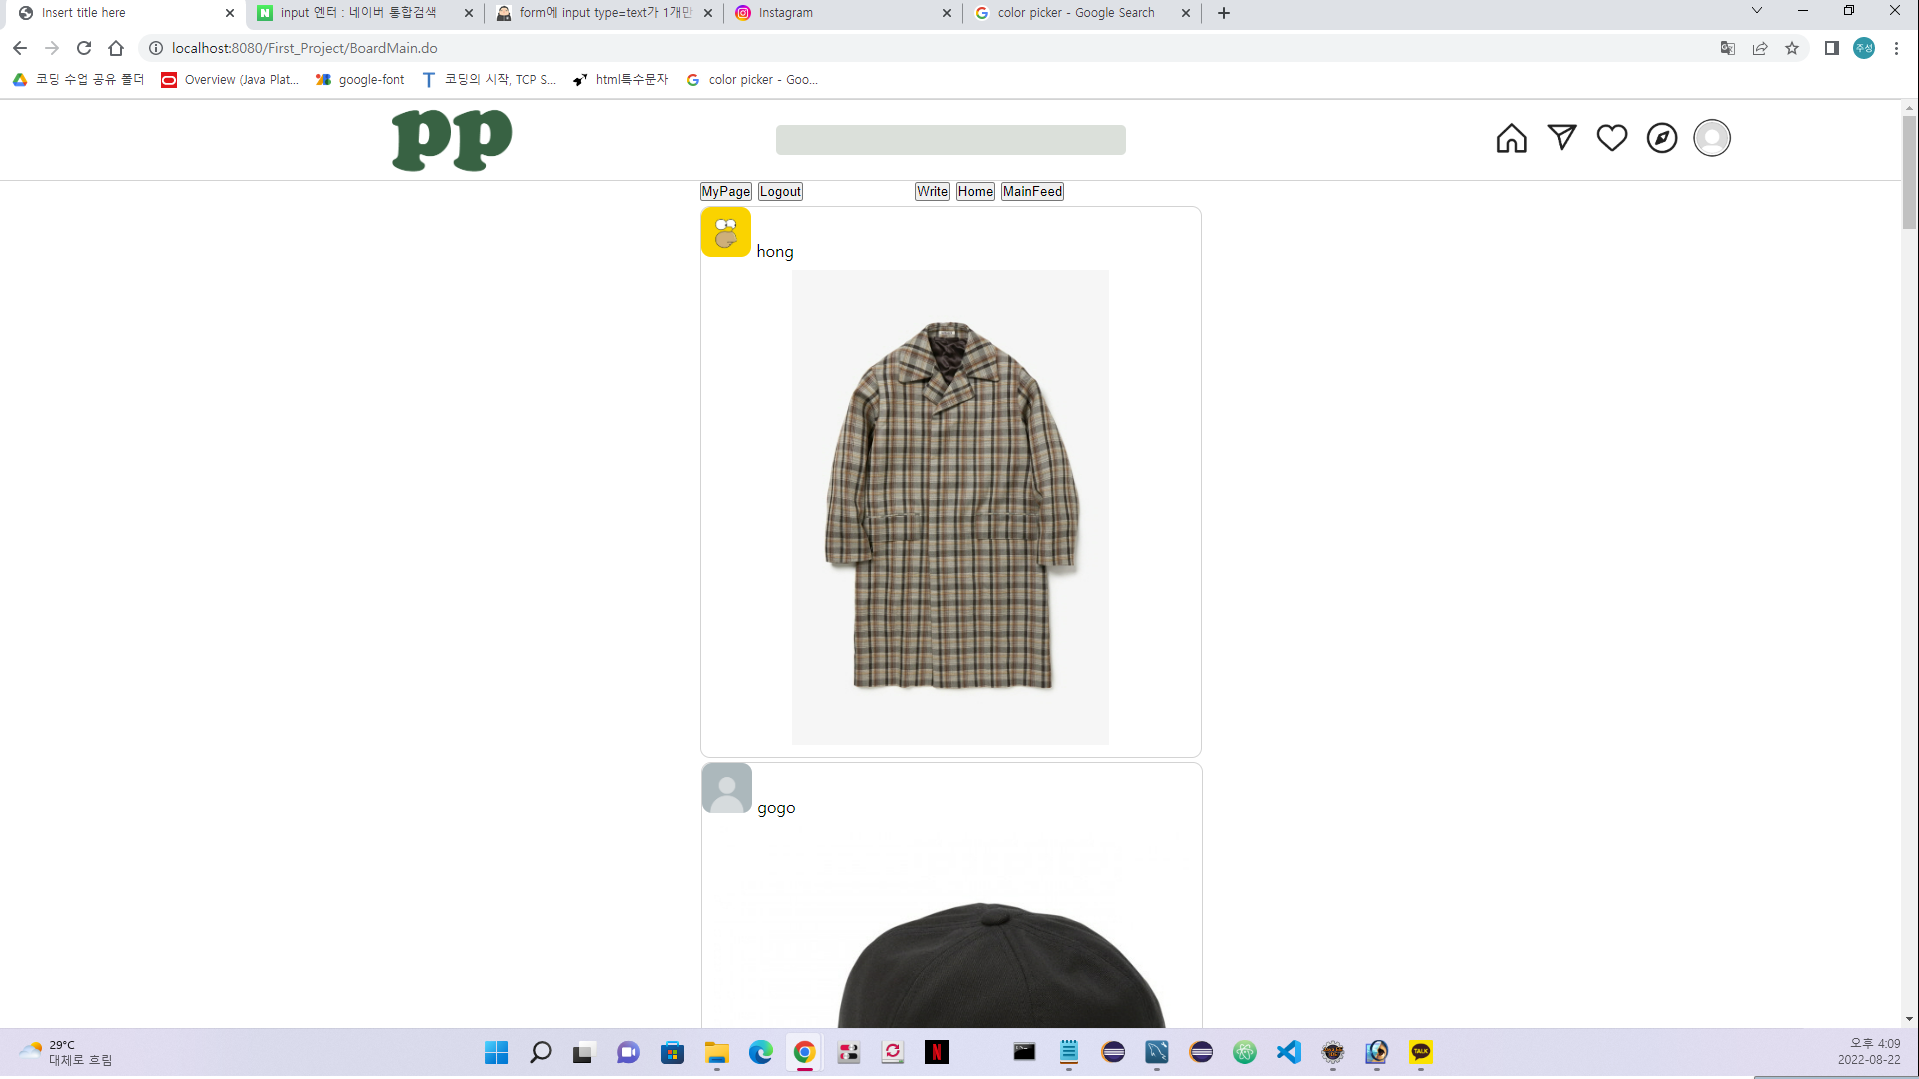 Insert title here
input 엔터 : 네이버 통합검색
form에 input type=text가 1개만
Instagram
color picker - Google Search
localhost:8080/First_Project/BoardMain.do
주성
코딩 수업 공유 폴더
Overview (Java Plat...
google-font
코딩의 시작, TCP S...
html특수문자
color picker - Goo...
pp
MyPage Logout Write Home MainFeed
hong
gogo
29°C
대체로 흐림
N
TALK
오후 4:09
2022-08-22